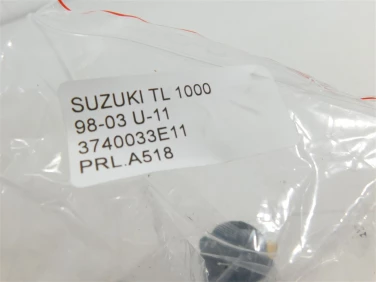 SUZUKI TL 1000
98-03 U-11
3740033E11
PRL.A518